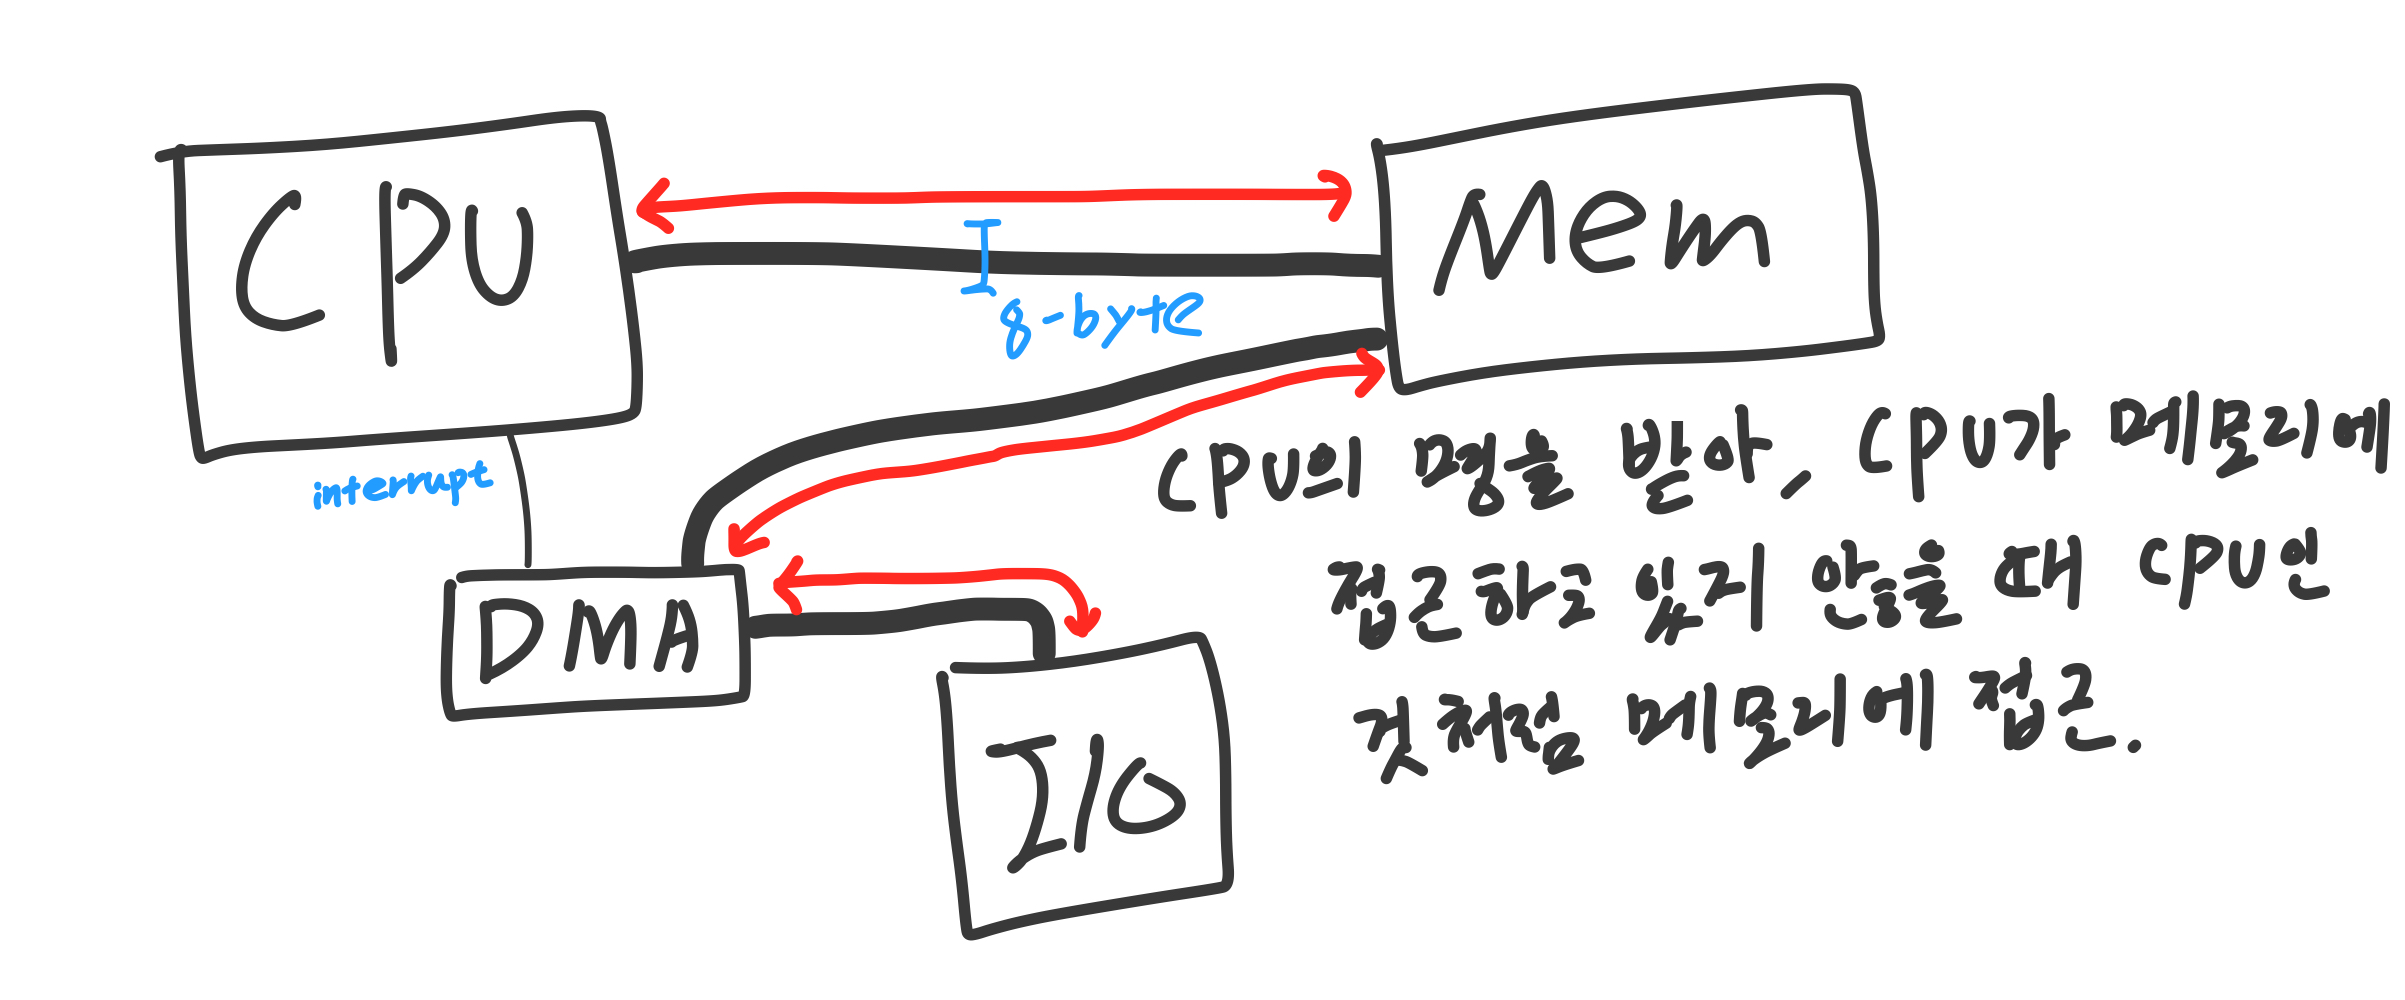 CPU
Mem
8-byte
interrupt
DMA
I/O
CPU의 명을 받아, CPU가 메모리에
접근하고 있지 않을 때 CPU인
것처럼 메모리에 접근.